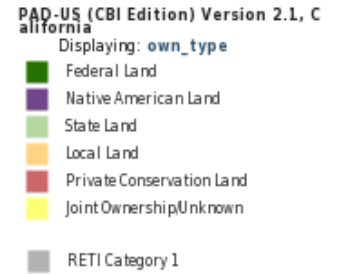 PAD-US (CBI Edition) Version 2.1, C
alifornia
Displaying: own_type
Federal Land
Native American Land
State Land
Local Land
Private Conservation Land
Joint Ownership/Unknown
RETI Category 1